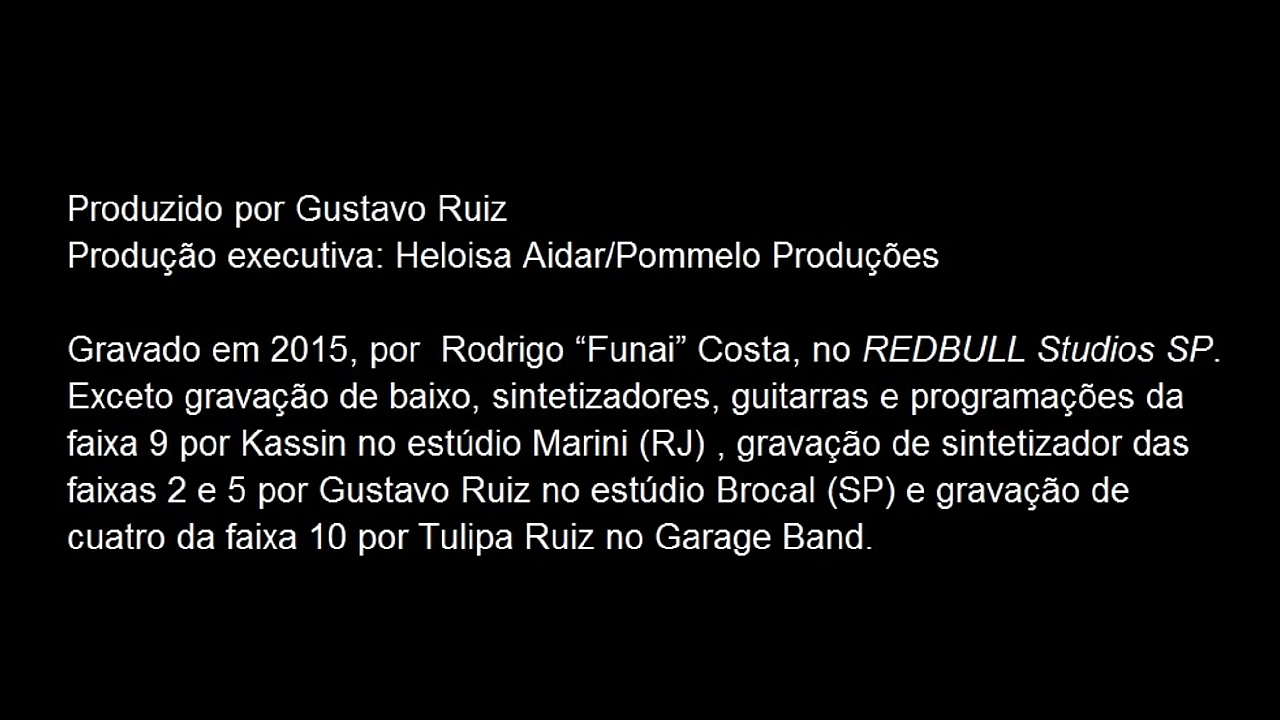 Produzido por Gustavo Ruiz
Produção executiva: Heloisa Aidar/Pommelo Produções
Gravado em 2015, por  Rodrigo “Funai” Costa, no REDBULL Studios SP.
Exceto gravação de baixo, sintetizadores, guitarras e programações da
faixa 9 por Kassin no estúdio Marini (RJ) , gravação de sintetizador das
faixas 2 e 5 por Gustavo Ruiz no estúdio Brocal (SP) e gravação de
cuatro da faixa 10 por Tulipa Ruiz no Garage Band.